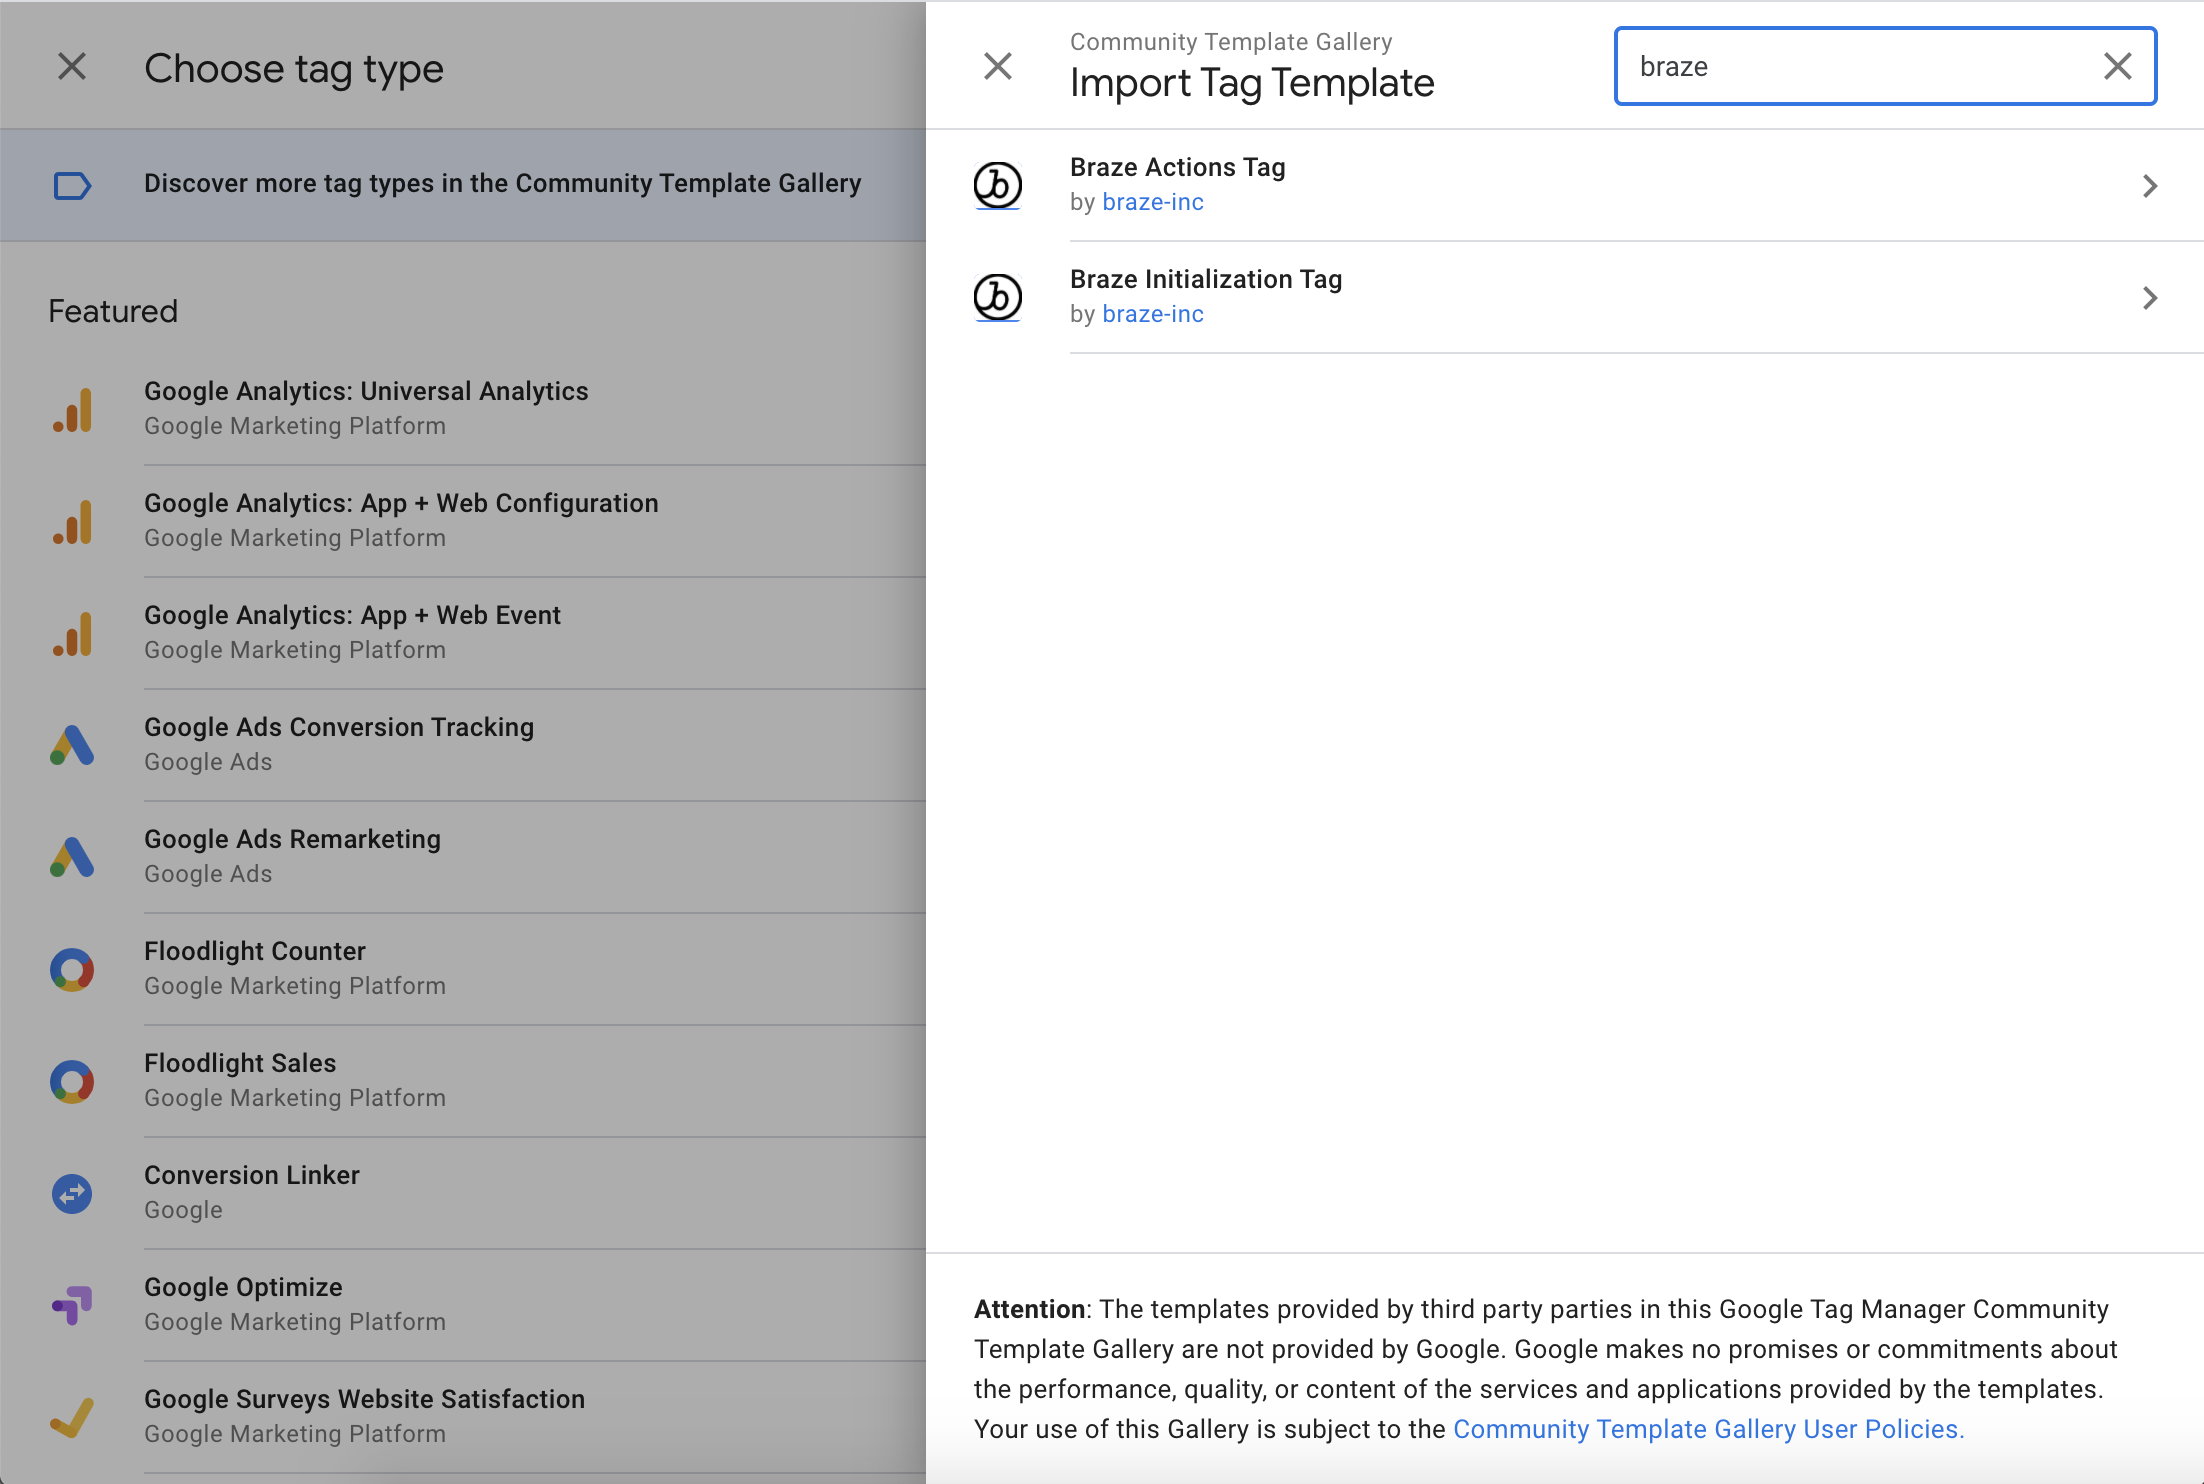 Choose tag type
Discover more tag types in the Community Template Gallery
Featured
Google Analytics: Universal Analytics
Google Marketing Platform
Google Analytics: App + Web Configuration
Google Marketing Platform
Google Analytics: App + Web Event
Google Marketing Platform
Google Ads Conversion Tracking
Google Ads
Google Ads Remarketing
Google Ads
Floodlight Counter
Google Marketing Platform
Floodlight Sales
Google Marketing Platform
Conversion Linker
Google
Google Optimize
Google Marketing Platform
Google Surveys Website Satisfaction
Google Marketing Platform
Community Template Gallery
Import Tag Template
braze
Braze Actions Tag
by braze-inc
Braze Initialization Tag
by braze-inc
Attention: The templates provided by third party parties in this Google Tag Manager Community
Template Gallery are not provided by Google. Google makes no promises or commitments about
the performance, quality, or content of the services and applications provided by the templates.
Your use of this Gallery is subject to the Community Template Gallery User Policies.